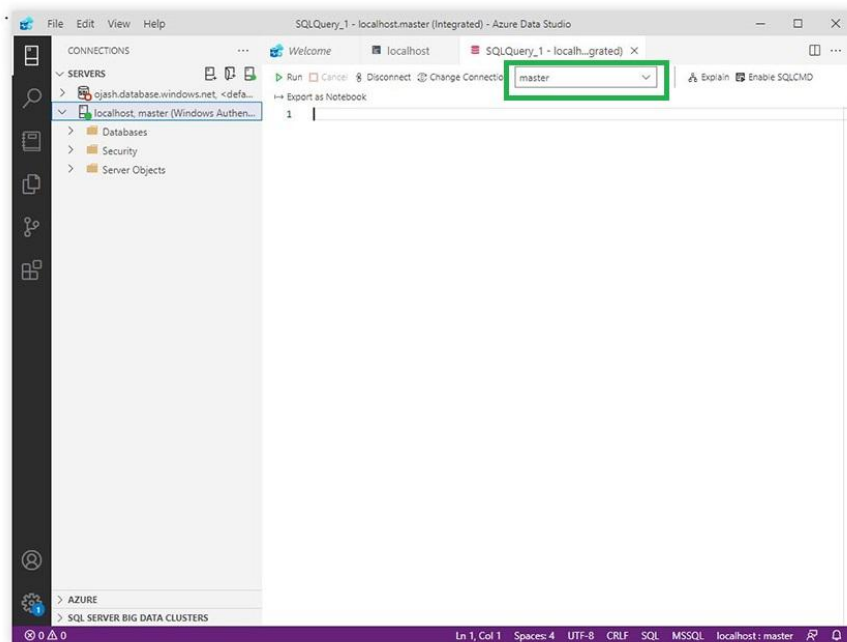 File Edit View Help SQLQuery_1 - localhost.master (Integrated) - Azure Data Studio
CONNECTIONS ... Welcome localhost SQLQuery_1 - localh...grated) ...
SERVERS Run Cancel Disconnect Change Connectio master Explain Enable SQLCMD
ojash.database.windows.net, <defa... Export as Notebook
localhost, master (Windows Authen... 1
Databases
Security
Server Objects
AZURE
SQL SERVER BIG DATA CLUSTERS
1
0 0 Ln 1, Col 1 Spaces: 4 UTF-8 CRLF SQL MSSQL localhost : master